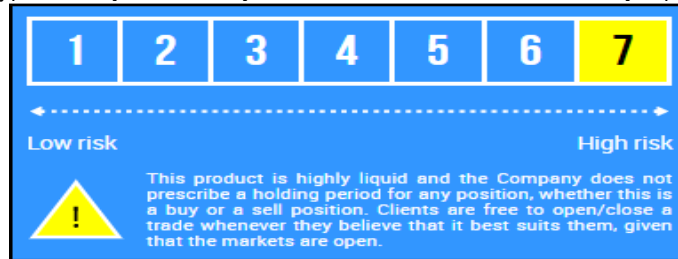 1 2 3 4 5 6 7
Low risk High risk
This product is highly liquid and the Company does not
prescribe a holding period for any position, whether this is
a buy or a sell position. Clients are free to open/close a
trade whenever they believe that it best suits them, given
that the markets are open.
!